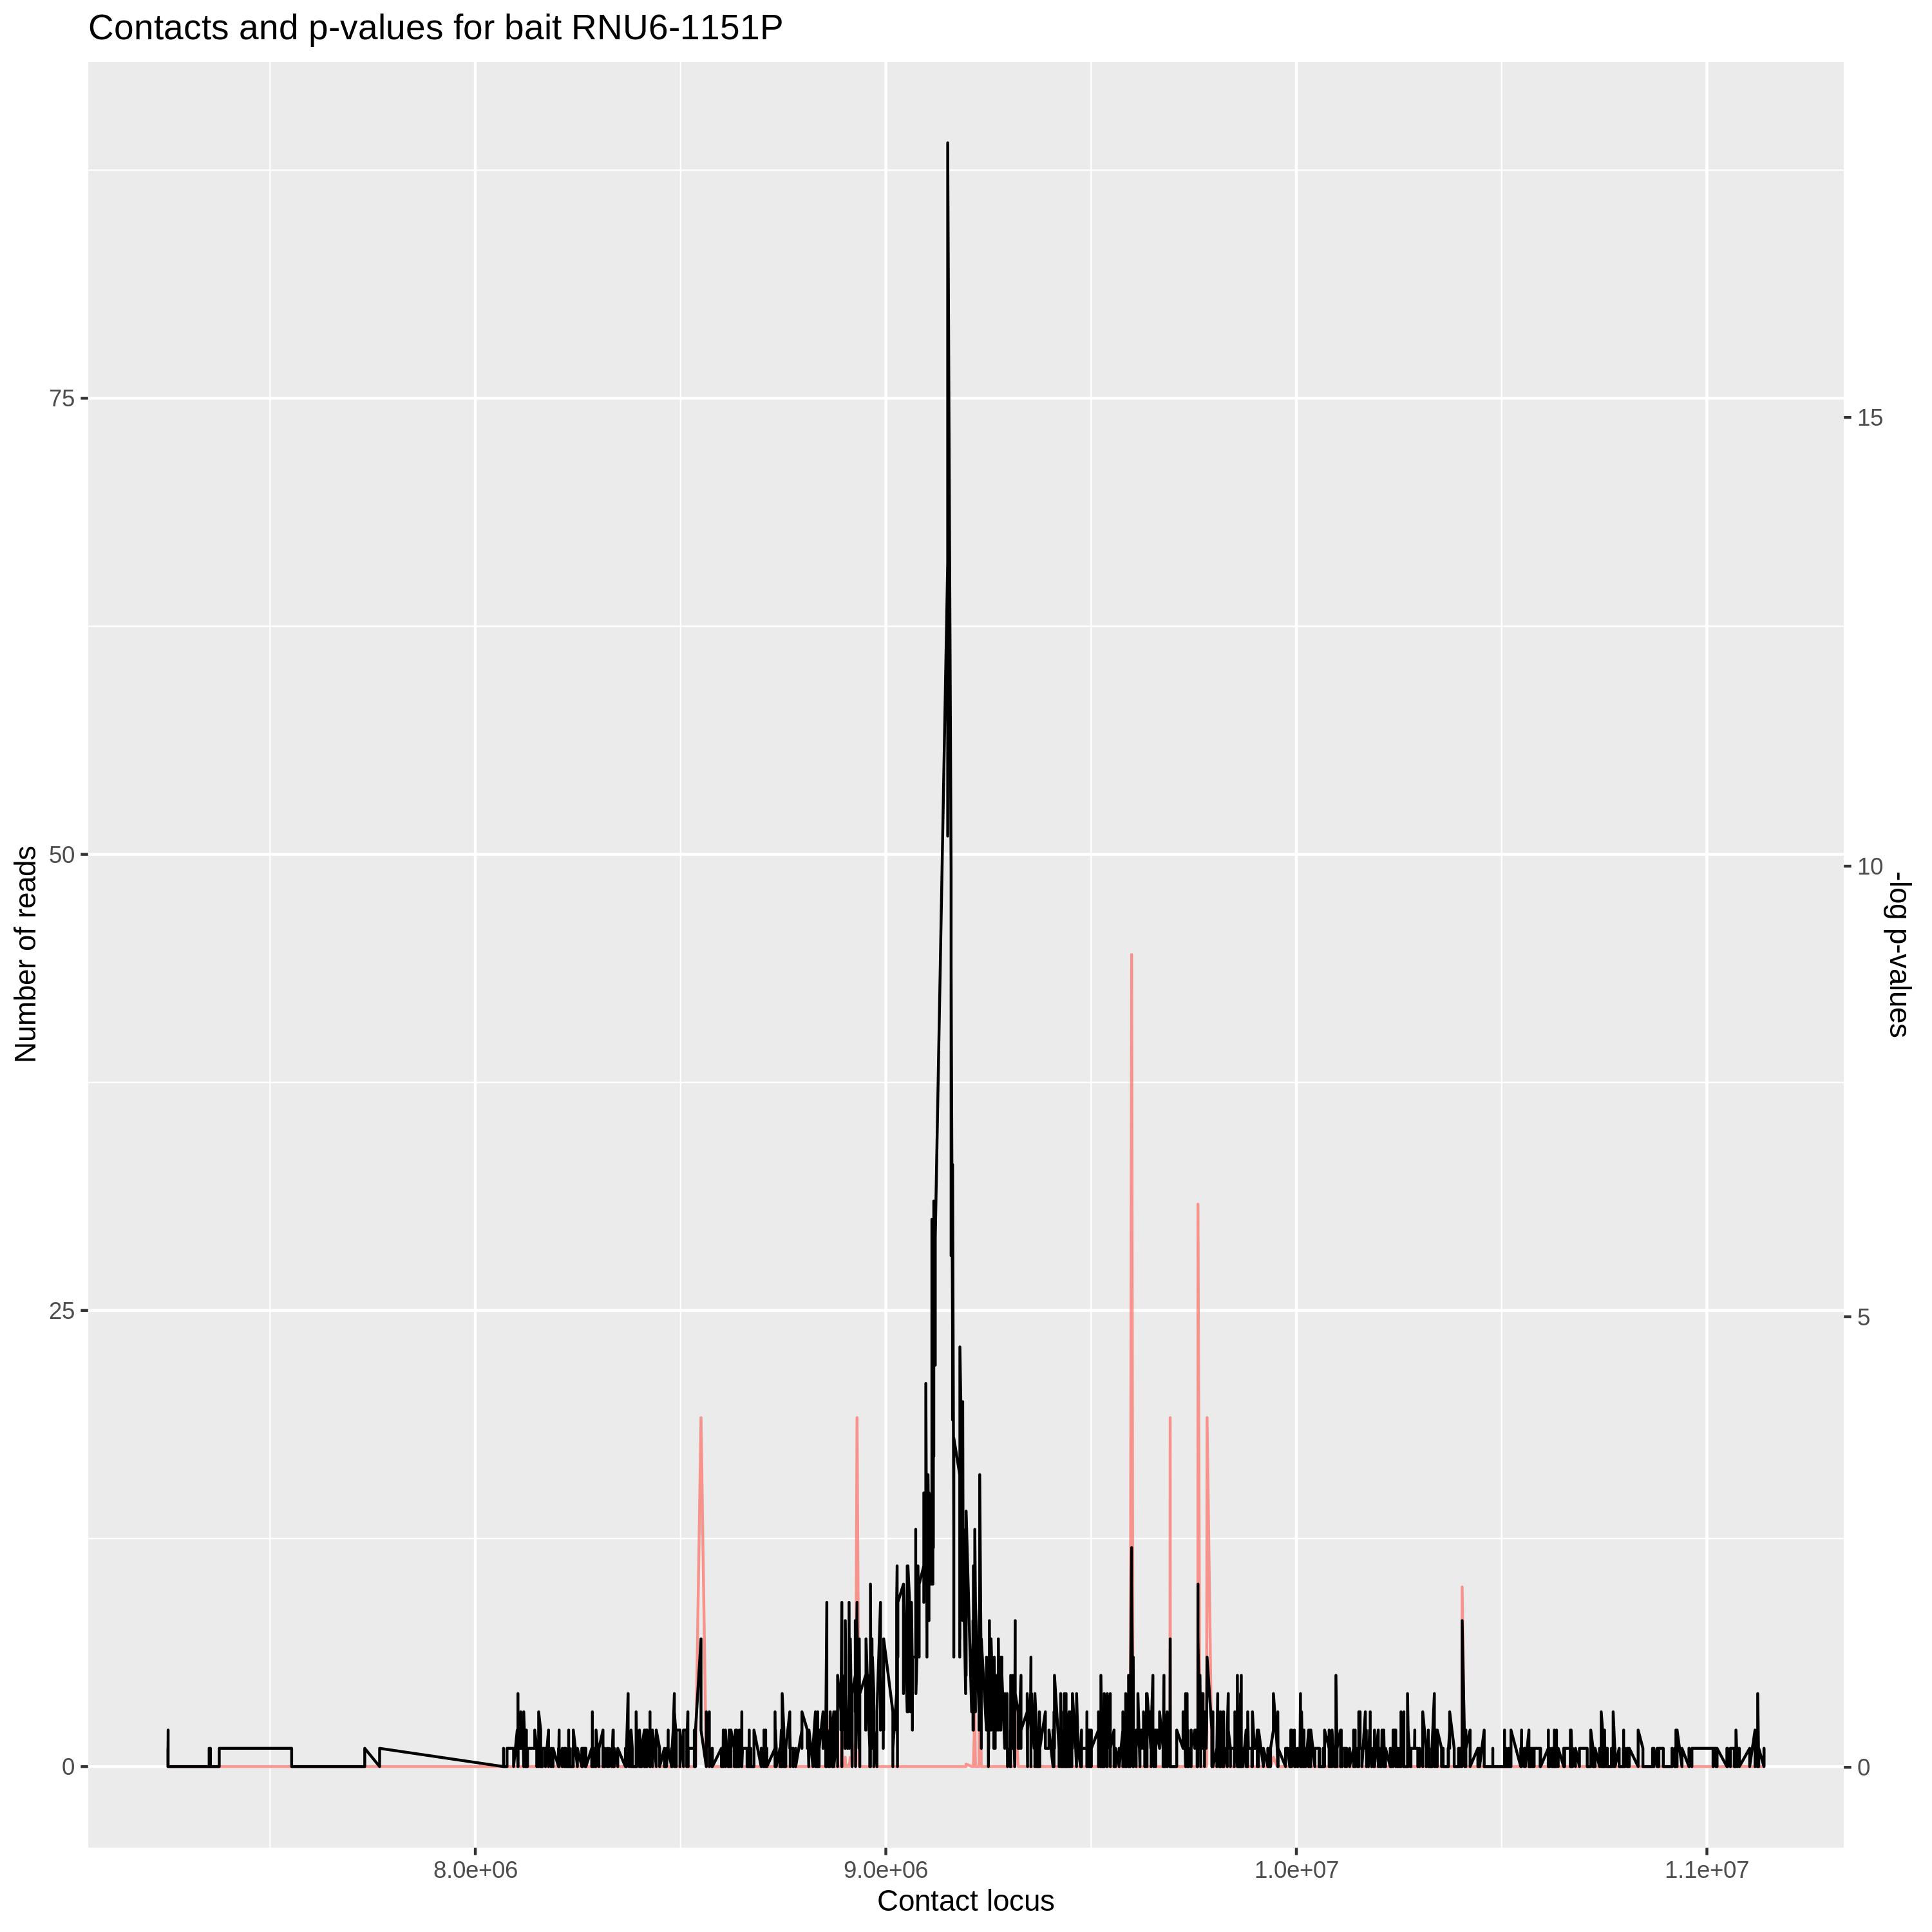 Contacts and p-values for bait RNU6-1151P
75
50
25
0
15
10
5
0
Number of reads
-log p-values
8.0e+06
9.0e+06
1.0e+07
1.1e+07
Contact locus